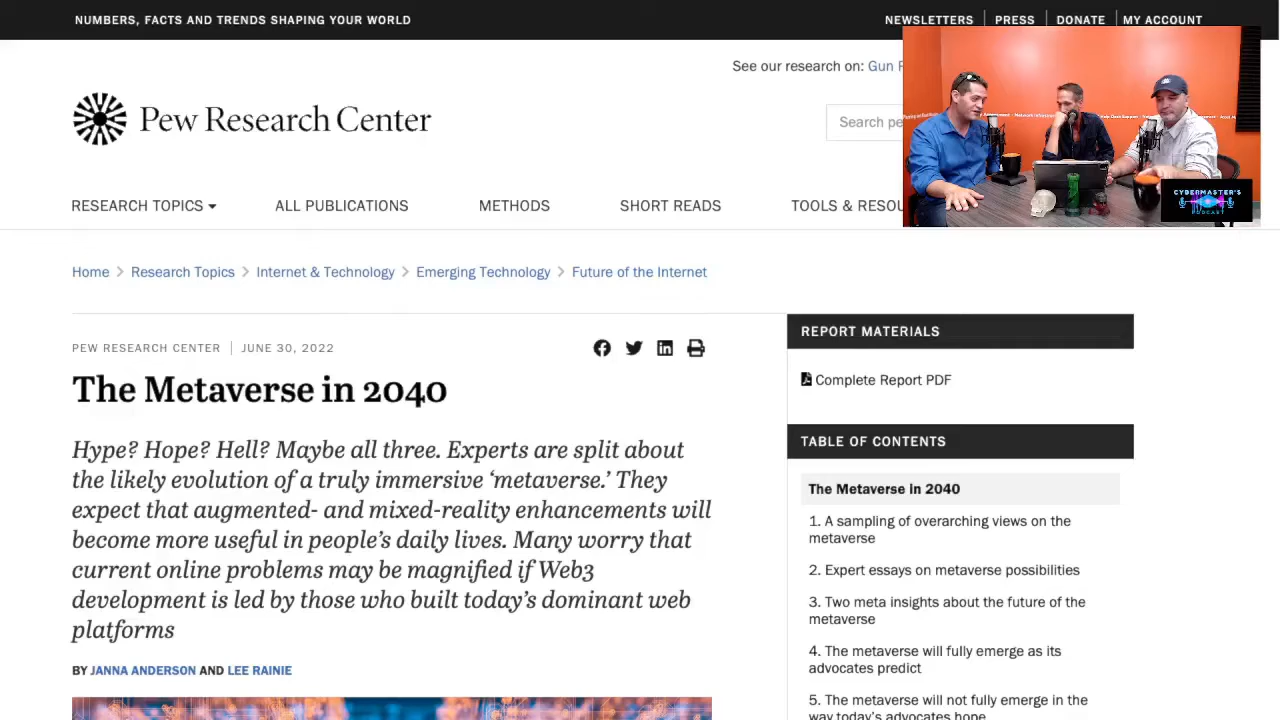 NUMBERS, FACTS AND TRENDS SHAPING YOUR WORLD
NEWSLETTERS PRESS DONATE MY ACCOUNT
See our research on: Gun
Pew Research Center
Search
RESEARCH TOPICS ALL PUBLICATIONS METHODS SHORT READS TOOLS &
CYBERMASTER'S
PODCAST
Home > Research Topics > Internet & Technology > Emerging Technology > Future of the Internet
PEW RESEARCH CENTER | JUNE 30, 2022
The Metaverse in 2040
Hype? Hope? Hell? Maybe all three. Experts are split about
the likely evolution of a truly immersive ‘metaverse.’ They
expect that augmented- and mixed-reality enhancements will
become more useful in people’s daily lives. Many worry that
current online problems may be magnified if Web3
development is led by those who built today’s dominant web
platforms
BY JANNA ANDERSON AND LEE RAINIE
REPORT MATERIALS
Complete Report PDF
TABLE OF CONTENTS
The Metaverse in 2040
1. A sampling of overarching views on the
metaverse
2. Expert essays on metaverse possibilities
3. Two meta insights about the future of the
metaverse
4. The metaverse will fully emerge as its
advocates predict
5. The metaverse will not fully emerge in the
way today’s advocates hope